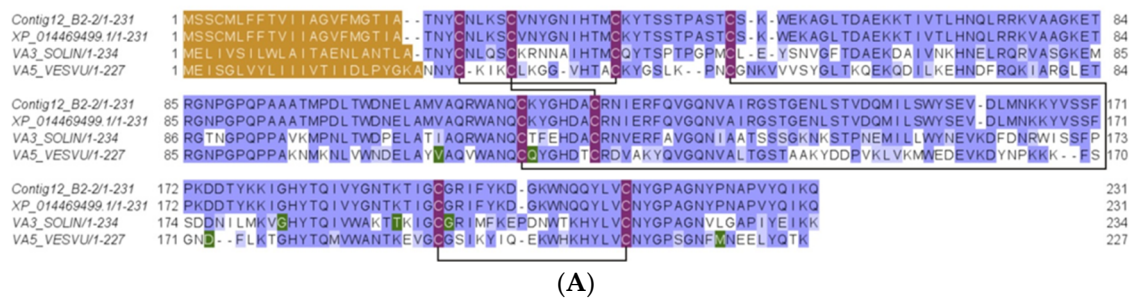 Contig12_B2-2/1-231 1 MSSCMLFFTVIIAGVFMGTIA--TNYCNLKSCVNYGNIHTMCKYTSSTPASTCS-K-WEKAGLTDAEKKTIVTLHNQLRRKVAAGKET 84
XP_014469499.1/1-231 1 MSSCMLFFTVIIAGVFMGTIA--TNYCNLKSCVNYGNIHTMCKYTSSTPASTCS-K-WEKAGLTDAEKKTIVTLHNQLRRKVAAGKET 84
VA3_SOLIN/1-234 1 MELIVSILWLAITAENLANTLA-TNYCNLQSCKRNNAIHTMCQYTSPTPGPMCL-E-YSNVGFTDAEKDAIVNKHNELRQRVASGKEM 85
VA5_VESVU/1-227 1 MEISGLVYLIIIVTIIDLPYGKANNYCKIKCLKGGVHTACKYGSLKPNCGNKVVVSYGLTKQEKQDILKEHNDFRQKIARGLET 84
Contig12_B2-2/1-231 85 RGNPGPQPAAATMPDLTWDNELAMVAQRWANQCKYGHDACRNIERFQVGQNVAIRGSTGENLSTVDQMILSWYSEV-DLMNKKYVSSF 171
XP_014469499.1/1-231 85 RGNPGPQPAAATMPDLTWDNELAMVAQRWANQCKYGHDACRNIERFQVGQNVAIRGSTGENLSTVDQMILSWYSEV-DLMNKKYVSSF 171
VA3_SOLIN/1-234 86 RGTNGPQPPAVKMPNLTWDPELATIAQRWANQCTFEHDACRNVERFAVGQNIAATSSSGKNKSTPNEMILLWYNEVKDFDNRWISSFP 173
VA5_VESVU/1-227 85 RGNPGPQPPAKNMKNLVWNDELAYVAQVWANQCQYGHDTCRDVAKYQVGQNVALTGSTAAKYDDPVKLVKMWEDEVKDYNPKKK--FS 170
Contig12_B2-2/1-231 172 PKDDTYKKIGHYTQIVYGNTKTIGCGRIFYKD-GKWNQQYLVCNYGPAGNYPNAPVYQIKQ 231
XP_014469499.1/1-231 172 PKDDTYKKIGHYTQIVYGNTKTIGCGRIFYKD-GKWNQQYLVCNYGPAGNYPNAPVYQIKQ 231
VA3_SOLIN/1-234 174 SDDNILMKVGHYTQIVWAKTTKIGCGRIMFKEPDNWTKHYLVCNYGPAGNVLGAPIYEIKK 234
VA5_VESVU/1-227 171 GND--FLKTGHYTQMVWANTKEVGCGSIKYIQ-EKWHKHYLVCNYGPSGNFMNEELYQTK 227
(A)